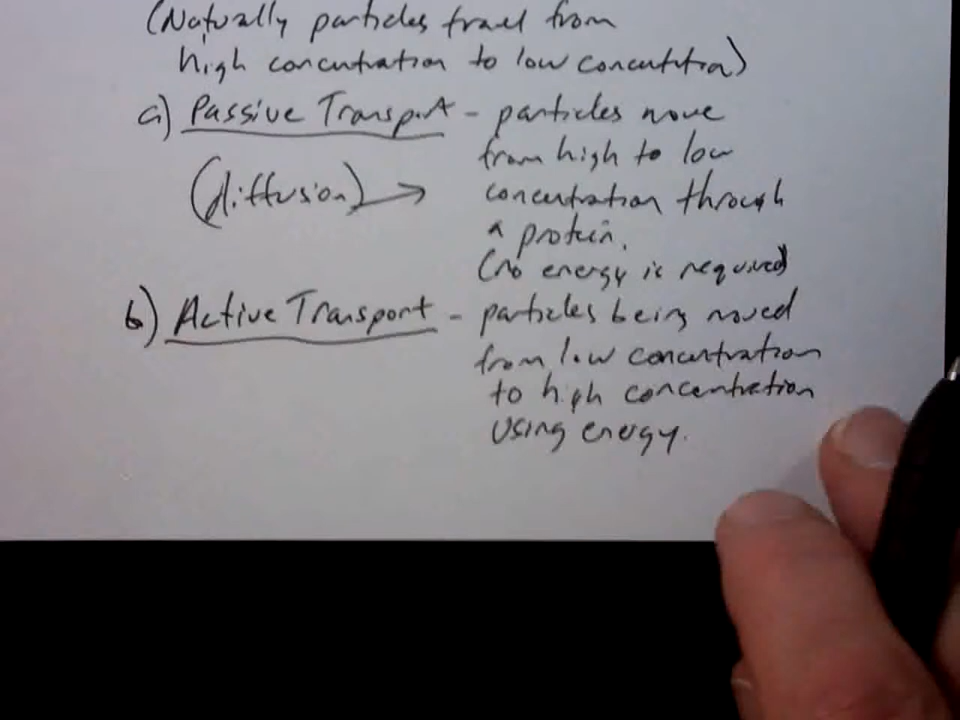 (Naturally particles travel from
high concentration to low concentration)
a) Passive Transport - particles move
from high to low
(diffusion) → concentration through
a protein.
(no energy is required)
b) Active Transport - particles being moved
from low concentration
to high concentration
using energy.